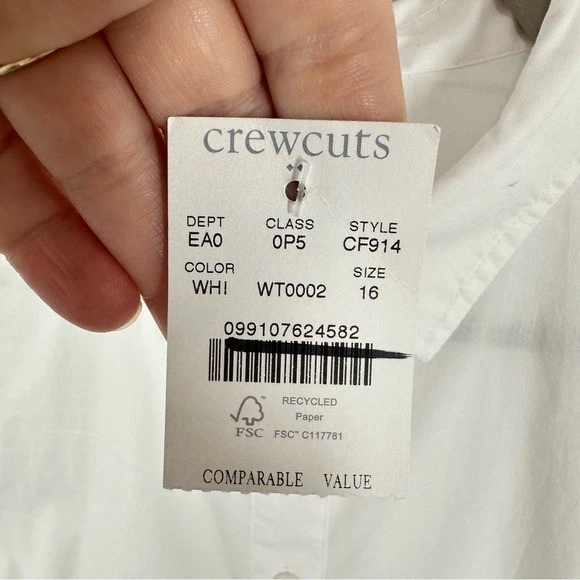 crewcuts
DEPT CLASS STYLE
EA0 0P5 CF914
COLOR SIZE
WHI WT0002 16
099107624582
RECYCLED
Paper
FSC FSC™ C117781
COMPARABLE VALUE